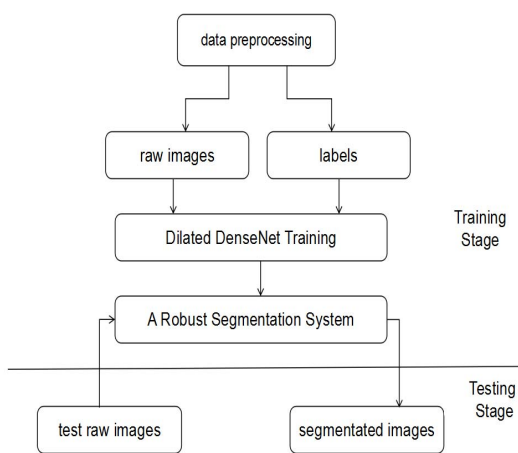 data preprocessing
raw images
labels
Dilated DenseNet Training
Training
Stage
A Robust Segmentation System
Testing
Stage
test raw images
segmentated images